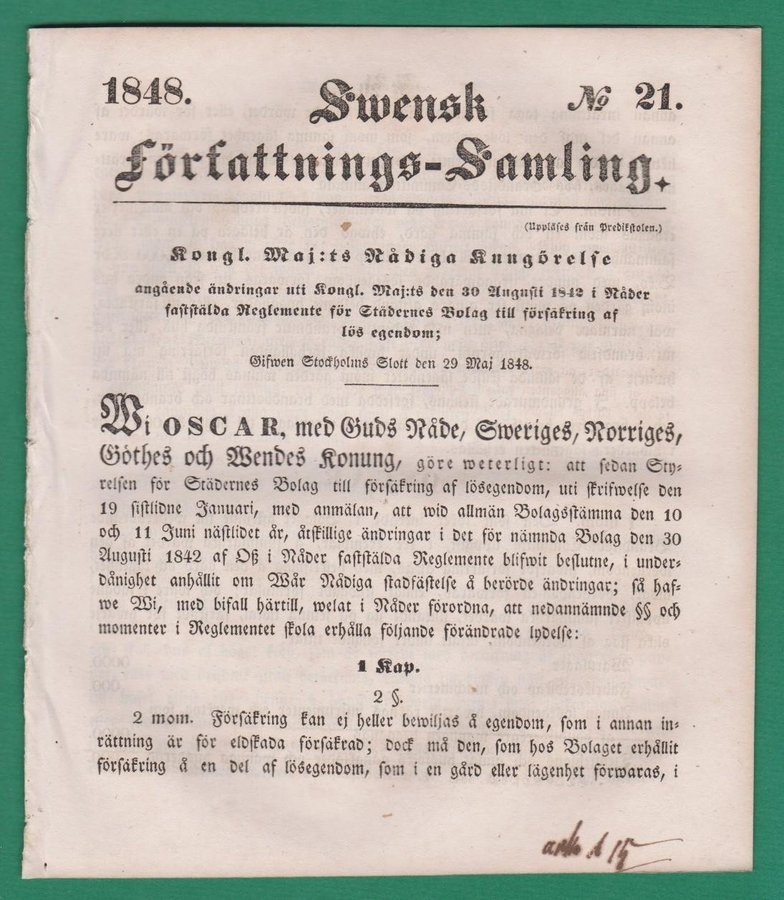 1848. Swensk № 21.
Författnings-Samling.
(Uppläses från Predikstolen.)
Kongl. Maj:ts Nådiga Kungörelse
angående ändringar uti Kongl. Maj:ts den 30 Augusti 1842 i Nåder
faststälda Reglemente för Städernes Bolag till försäkring af
lös egendom;
Gifwen Stockholms Slott den 29 Maj 1848.
Wi OSCAR, med Guds Nåde, Sweriges, Norriges,
Göthes och Wendes Konung, göre weterligt: att sedan Sty-
relsen för Städernes Bolag till försäkring af lösegendom, uti skrifwelse den
19 sistlidne Januari, med anmälan, att wid allmän Bolagsstämma den 10
och 11 Juni nästlidet år, åtskillige ändringar i det för nämnda Bolag den 30
Augusti 1842 af Oß i Nåder faststälda Reglemente blifwit beslutne, i under-
dånighet anhållit om Wår Nådiga stadfästelse å berörde ändringar; så haf-
we Wi, med bifall härtill, welat i Nåder förordna, att nedannämnde §§ och
momenter i Reglementet skola erhålla följande förändrade lydelse:
1 Kap.
2 §.
2 mom. Försäkring kan ej heller bewiljas å egendom, som i annan in-
rättning är för eldskada försäkrad; dock må den, som hos Bolaget erhållit
försäkring å en del af lösegendom, som i en gård eller lägenhet förwaras, i